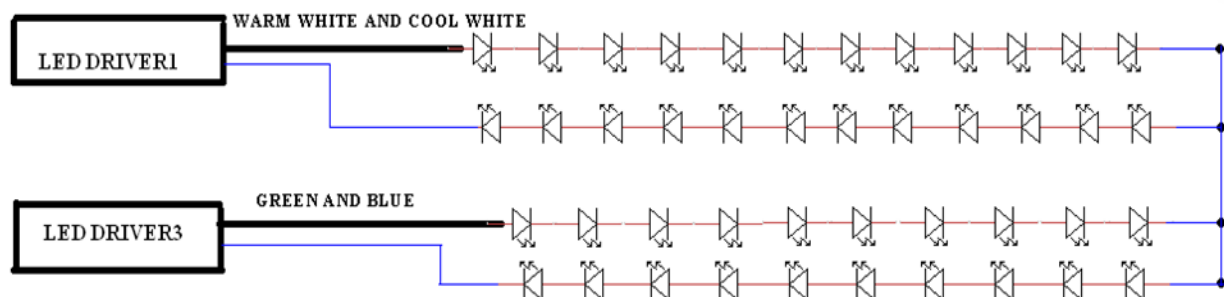 WARM WHITE AND COOL WHITE
LED DRIVER1
GREEN AND BLUE
LED DRIVER3